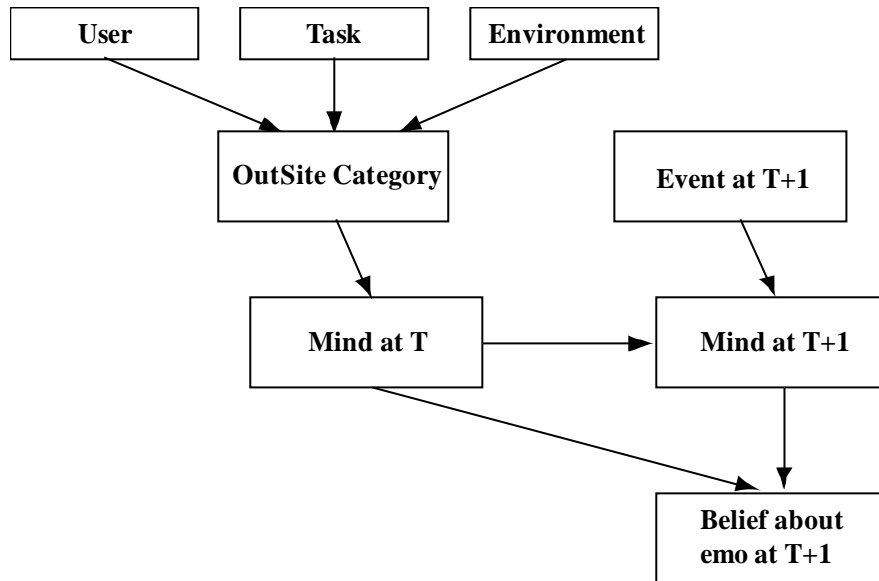 User
Task
Environment
OutSite Category
Event at T+1
Mind at T
Mind at T+1
Belief about
emo at T+1